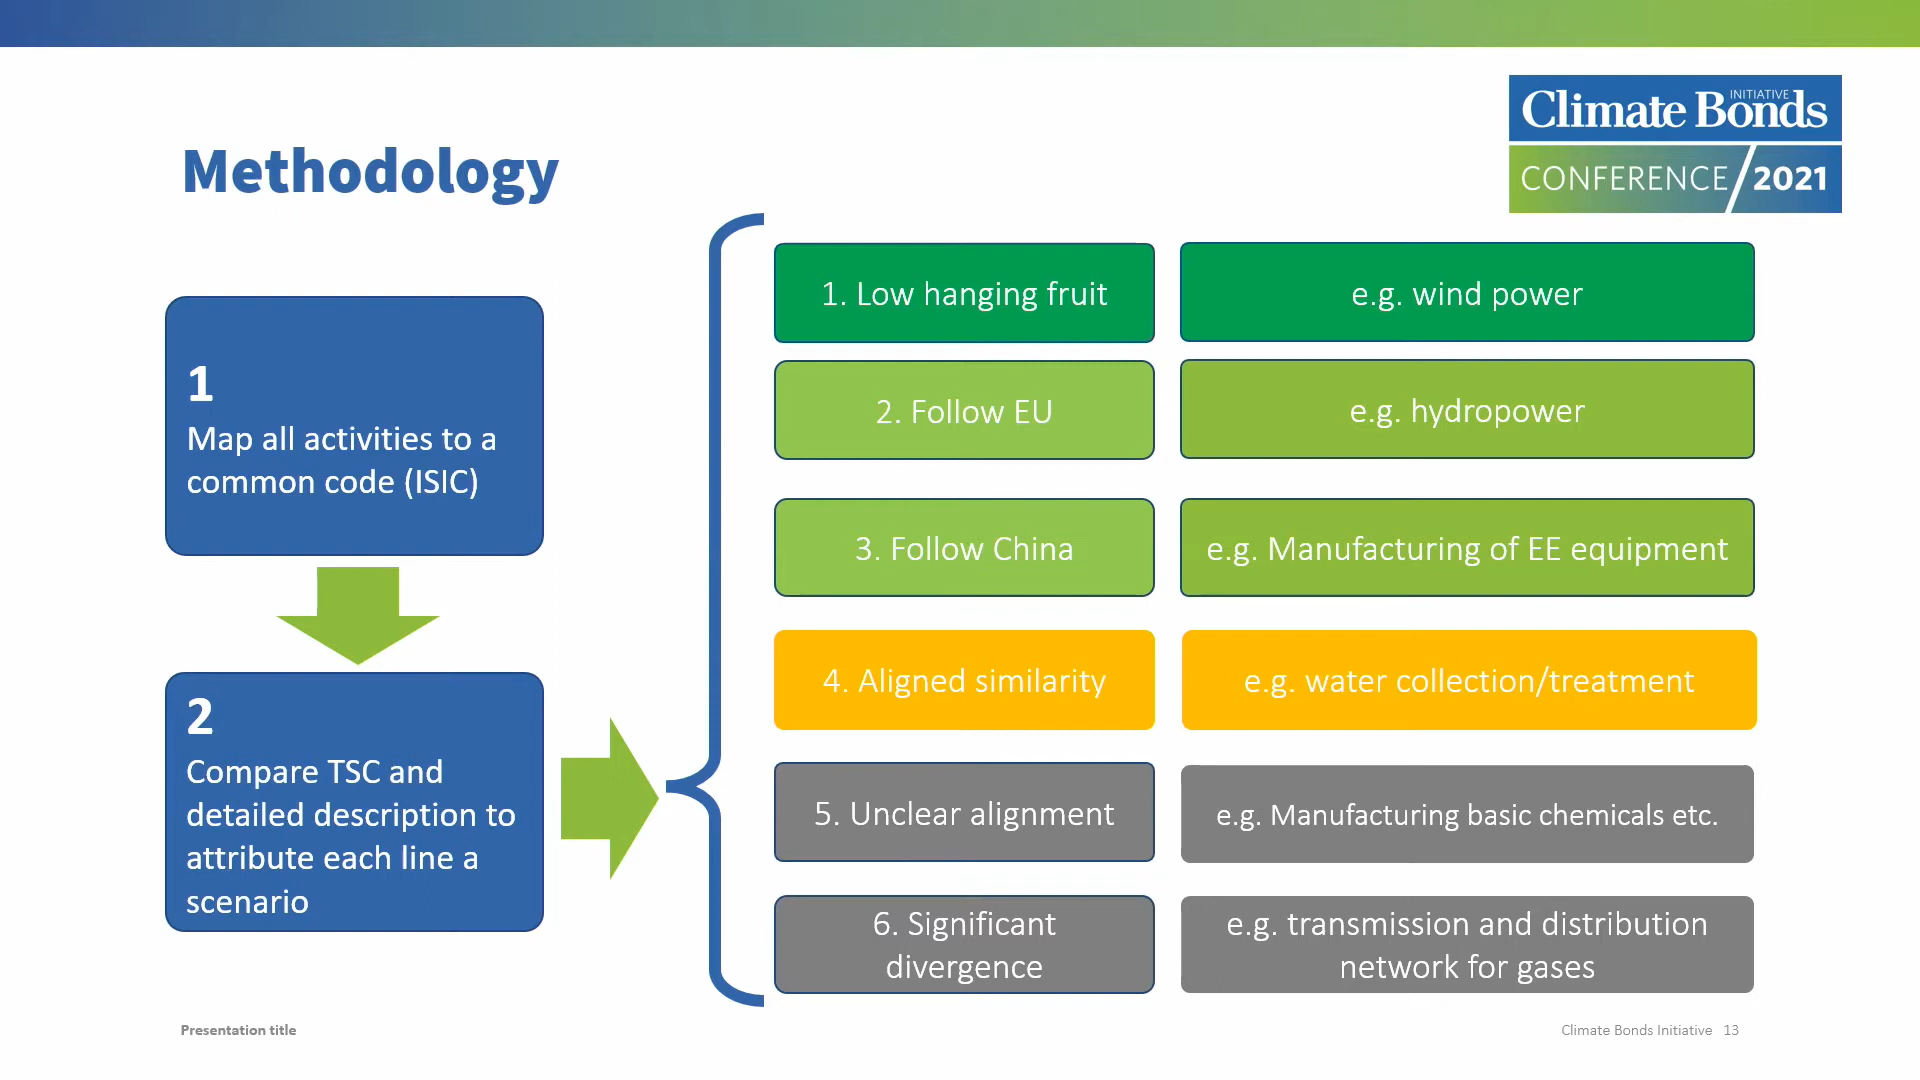 INITIATIVE
Climate Bonds
CONFERENCE/2021
Methodology
1
Map all activities to a
common code (ISIC)
2
Compare TSC and
detailed description to
attribute each line a
scenario
1. Low hanging fruit
e.g. wind power
2. Follow EU
e.g. hydropower
3. Follow China
e.g. Manufacturing of EE equipment
4. Aligned similarity
e.g. water collection/treatment
5. Unclear alignment
e.g. Manufacturing basic chemicals etc.
6. Significant
divergence
e.g. transmission and distribution
network for gases
Presentation title
Climate Bonds Initiative 13